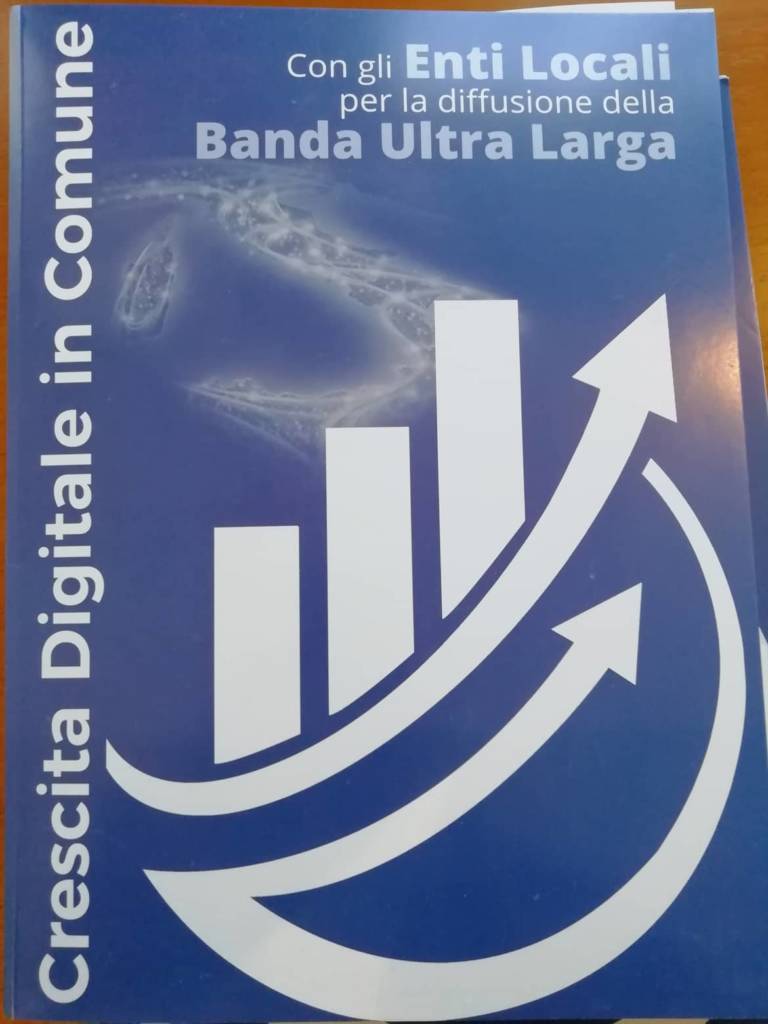 Con gli Enti Locali
per la diffusione della
Banda Ultra Larga
Crescita Digitale in Comune